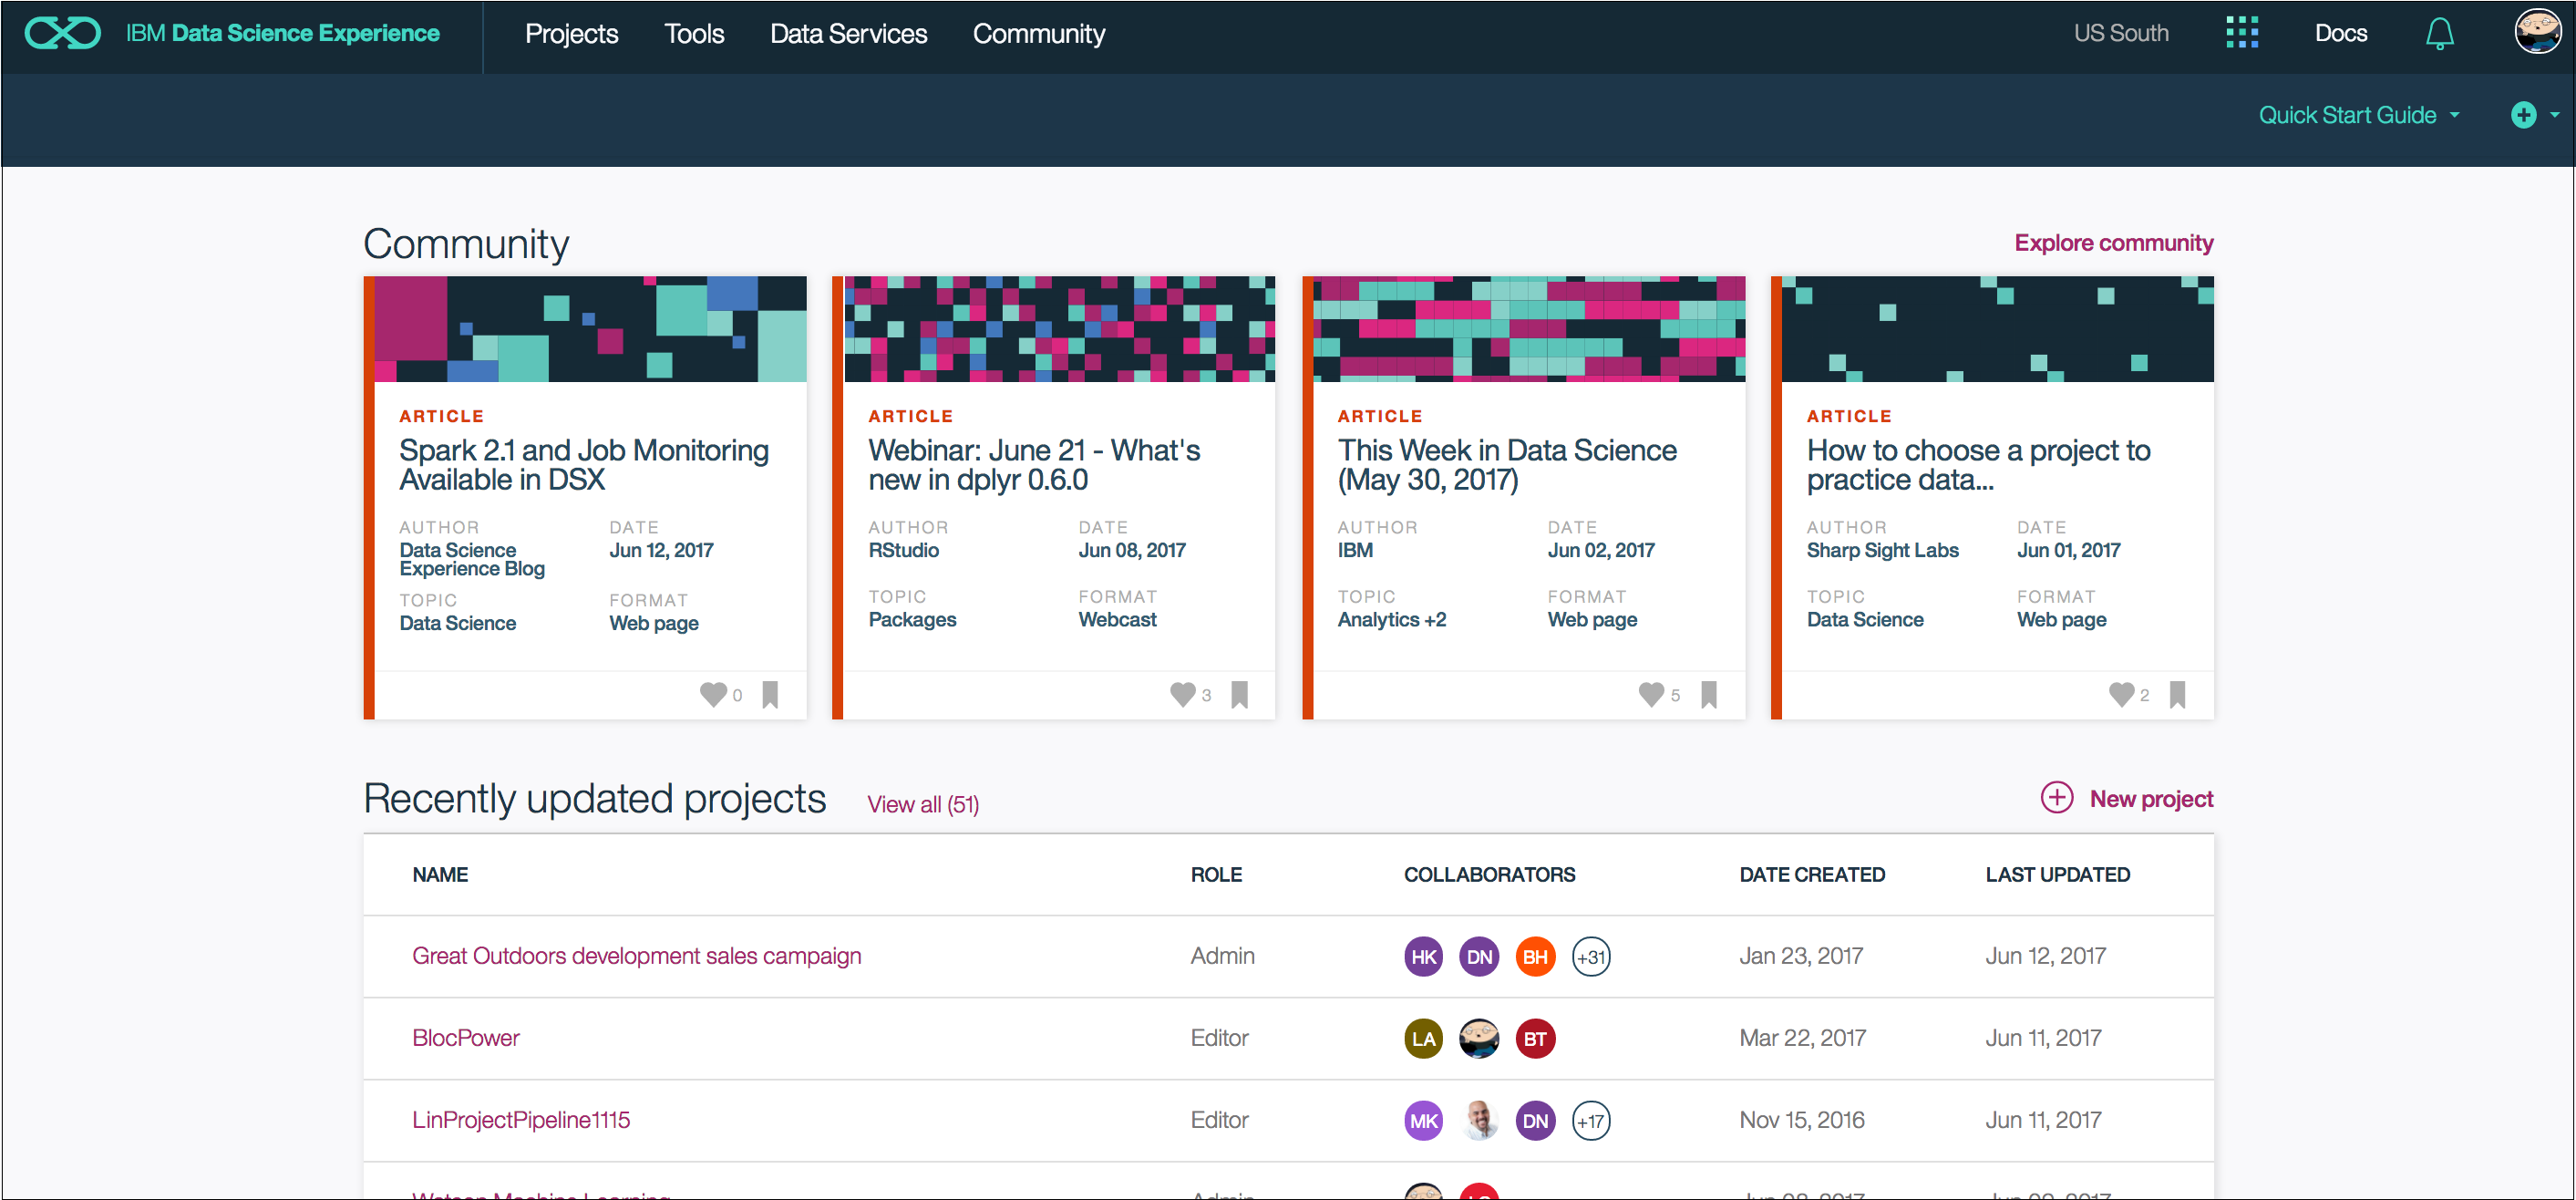 IBM Data Science Experience
Projects
Tools
Data Services
Community
US South
Docs
Quick Start Guide
Community
Explore community
ARTICLE
Spark 2.1 and Job Monitoring
Available in DSX
AUTHOR
DATE
Data Science
Experience Blog
Jun 12, 2017
TOPIC
FORMAT
Data Science
Web page
0
ARTICLE
Webinar: June 21 - What's
new in dplyr 0.6.0
AUTHOR
DATE
RStudio
Jun 08, 2017
TOPIC
FORMAT
Packages
Webcast
3
ARTICLE
This Week in Data Science
(May 30, 2017)
AUTHOR
DATE
IBM
Jun 02, 2017
TOPIC
FORMAT
Analytics +2
Web page
5
ARTICLE
How to choose a project to
practice data...
AUTHOR
DATE
Sharp Sight Labs
Jun 01, 2017
TOPIC
FORMAT
Data Science
Web page
2
Recently updated projects
View all (51)
New project
NAME ROLE COLLABORATORS DATE CREATED LAST UPDATED
Great Outdoors development sales campaign Admin HK DN BH +31 Jan 23, 2017 Jun 12, 2017
BlocPower Editor LA BT Mar 22, 2017 Jun 11, 2017
LinProjectPipeline1115 Editor MK DN +17 Nov 15, 2016 Jun 11, 2017
Watson Machine Learning Admin